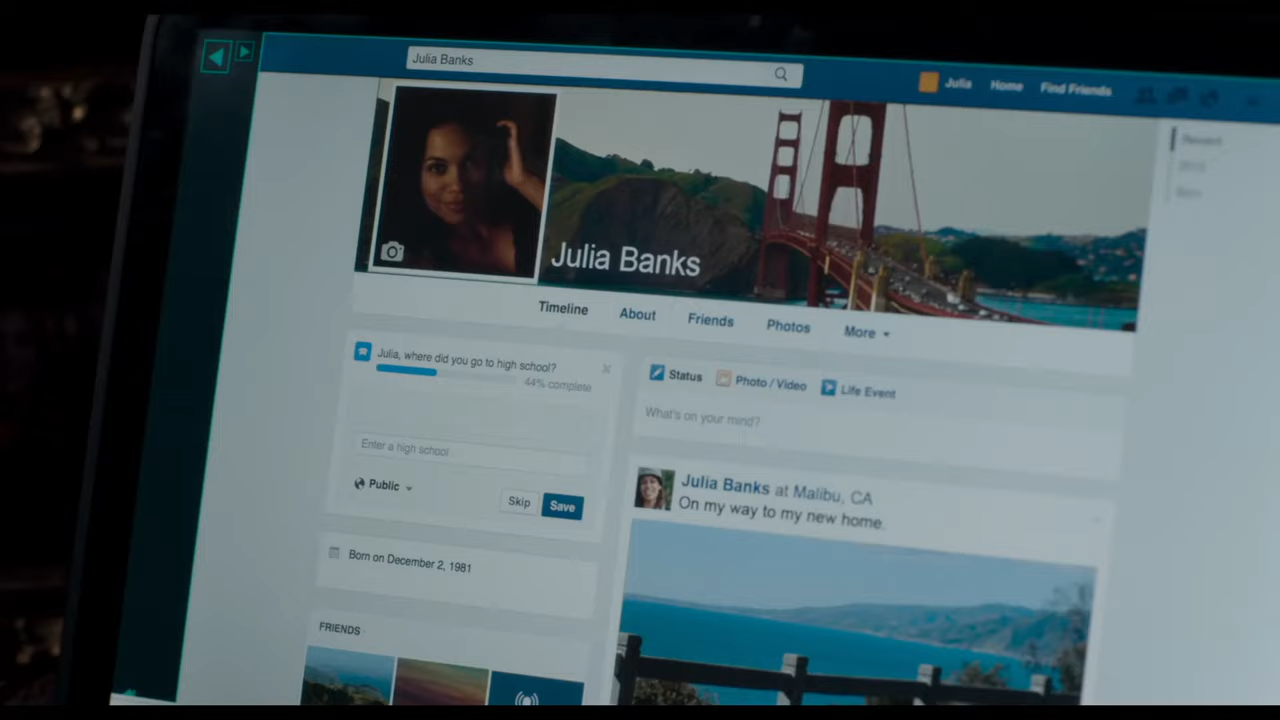 Julia Banks
Julia Home Find Friends
Julia Banks
Timeline About Friends Photos More
Julia, where did you go to high school?
44% complete
Enter a high school
Public
Skip Save
Born on December 2, 1981
FRIENDS
Status Photo / Video Life Event
What's on your mind?
Julia Banks at Malibu, CA
On my way to my new home.